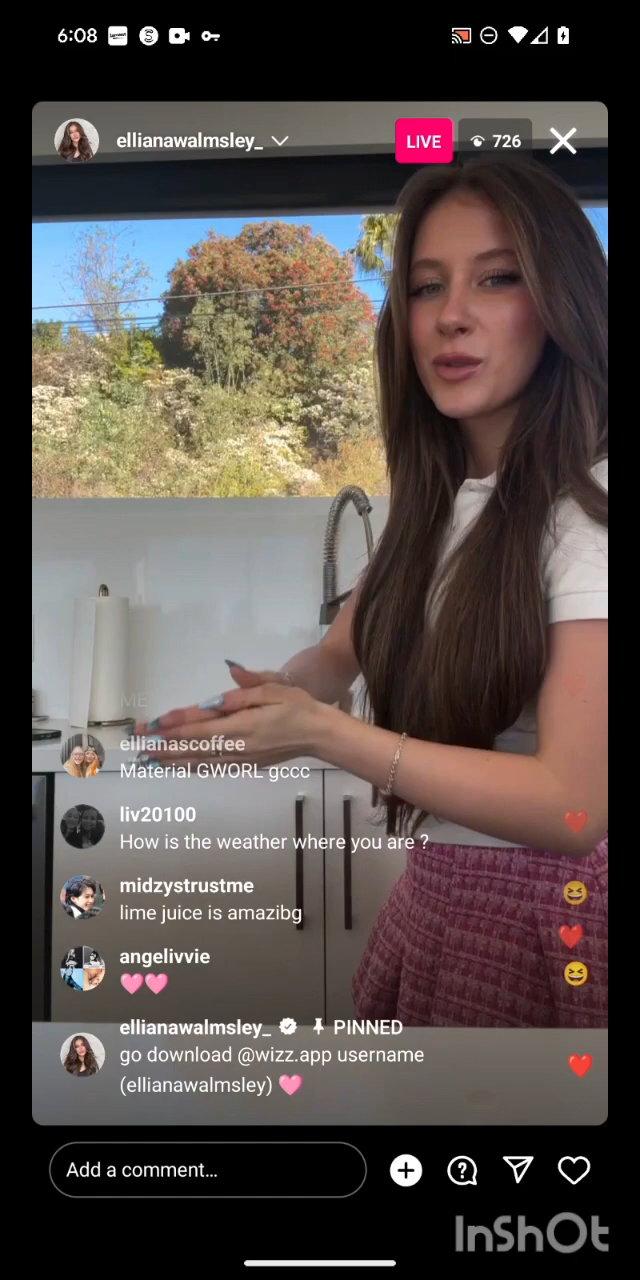 6:08
ellianawalmsley_
LIVE
726
ME
ellianascoffee
Material GWORL gccc
liv20100
How is the weather where you are ?
midzystrustme
lime juice is amazibg
angelivvie
ellianawalmsley_ PINNED
go download @wizz.app username
(ellianawalmsley) 🩷
Add a comment...
InShOt